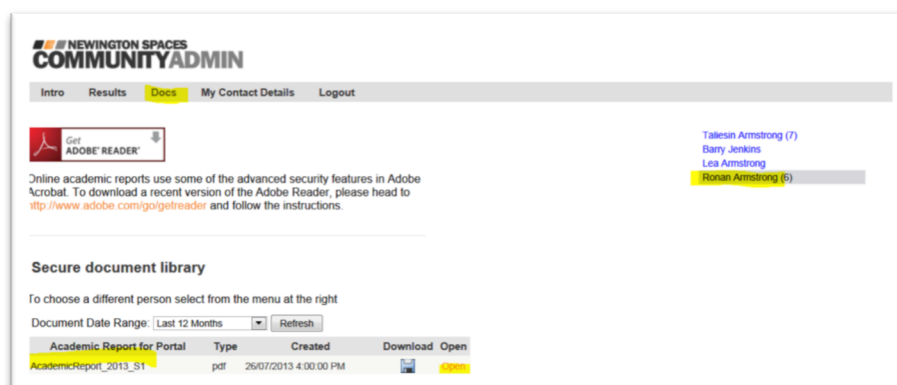 NEWINGTON SPACES
COMMUNITYADMIN
Intro Results Docs My Contact Details Logout
Get
ADOBE® READER®
Online academic reports use some of the advanced security features in Adobe
Acrobat. To download a recent version of the Adobe Reader, please head to
http://www.adobe.com/go/getreader and follow the instructions.
Taliesin Armstrong (7)
Barry Jenkins
Lea Armstrong
Ronan Armstrong (6)
Secure document library
To choose a different person select from the menu at the right
Document Date Range: Last 12 Months Refresh
Academic Report for Portal Type Created Download Open
AcademicReport_2013_S1 pdf 26/07/2013 4:00:00 PM Open